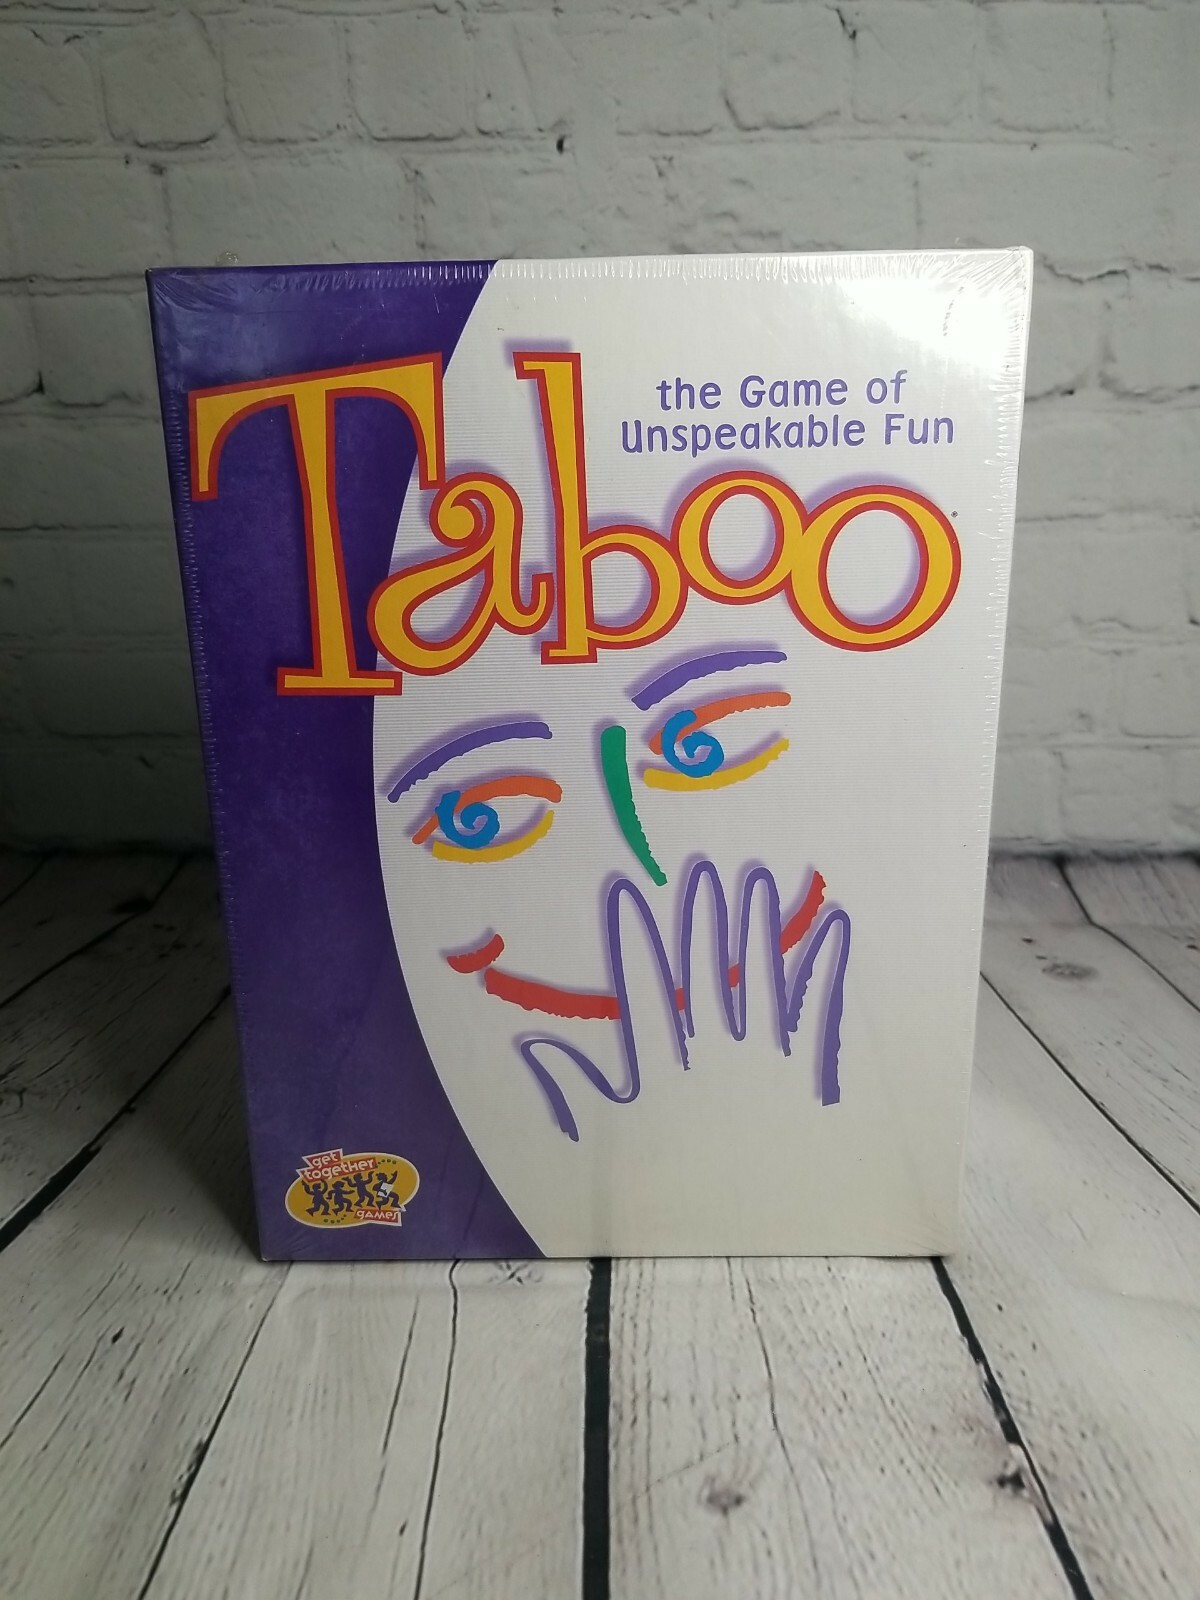 the Game of
Unspeakable Fun
Taboo®
get
together
games